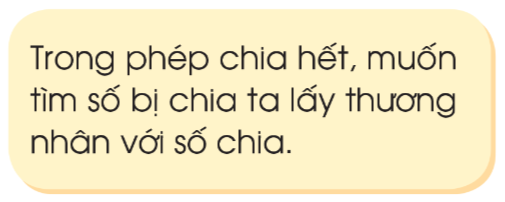 Trong phép chia hết, muốn
tìm số bị chia ta lấy thương
nhân với số chia.